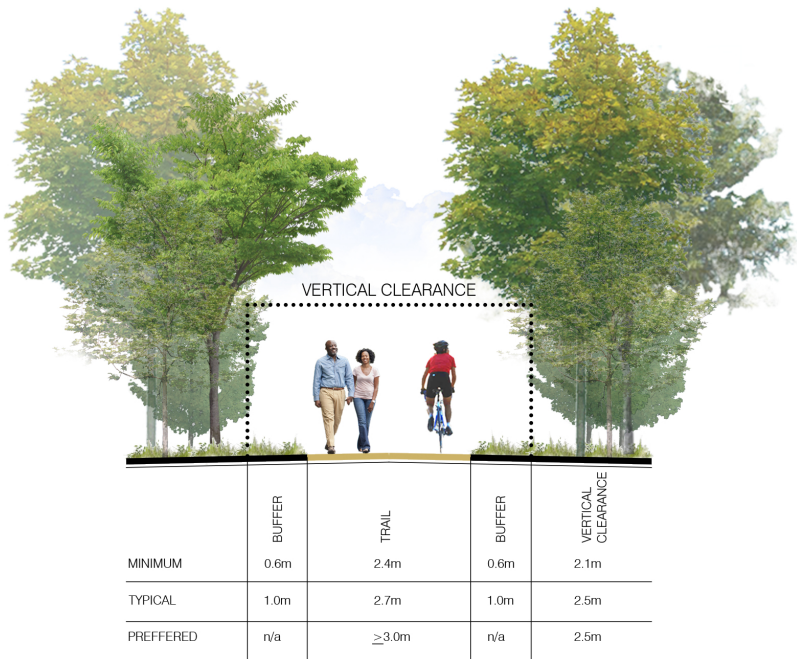 VERTICAL CLEARANCE
BUFFER
TRAIL
BUFFER
VERTICAL
CLEARANCE
MINIMUM 0.6m 2.4m 0.6m 2.1m
TYPICAL 1.0m 2.7m 1.0m 2.5m
PREFFERED n/a ≥3.0m n/a 2.5m